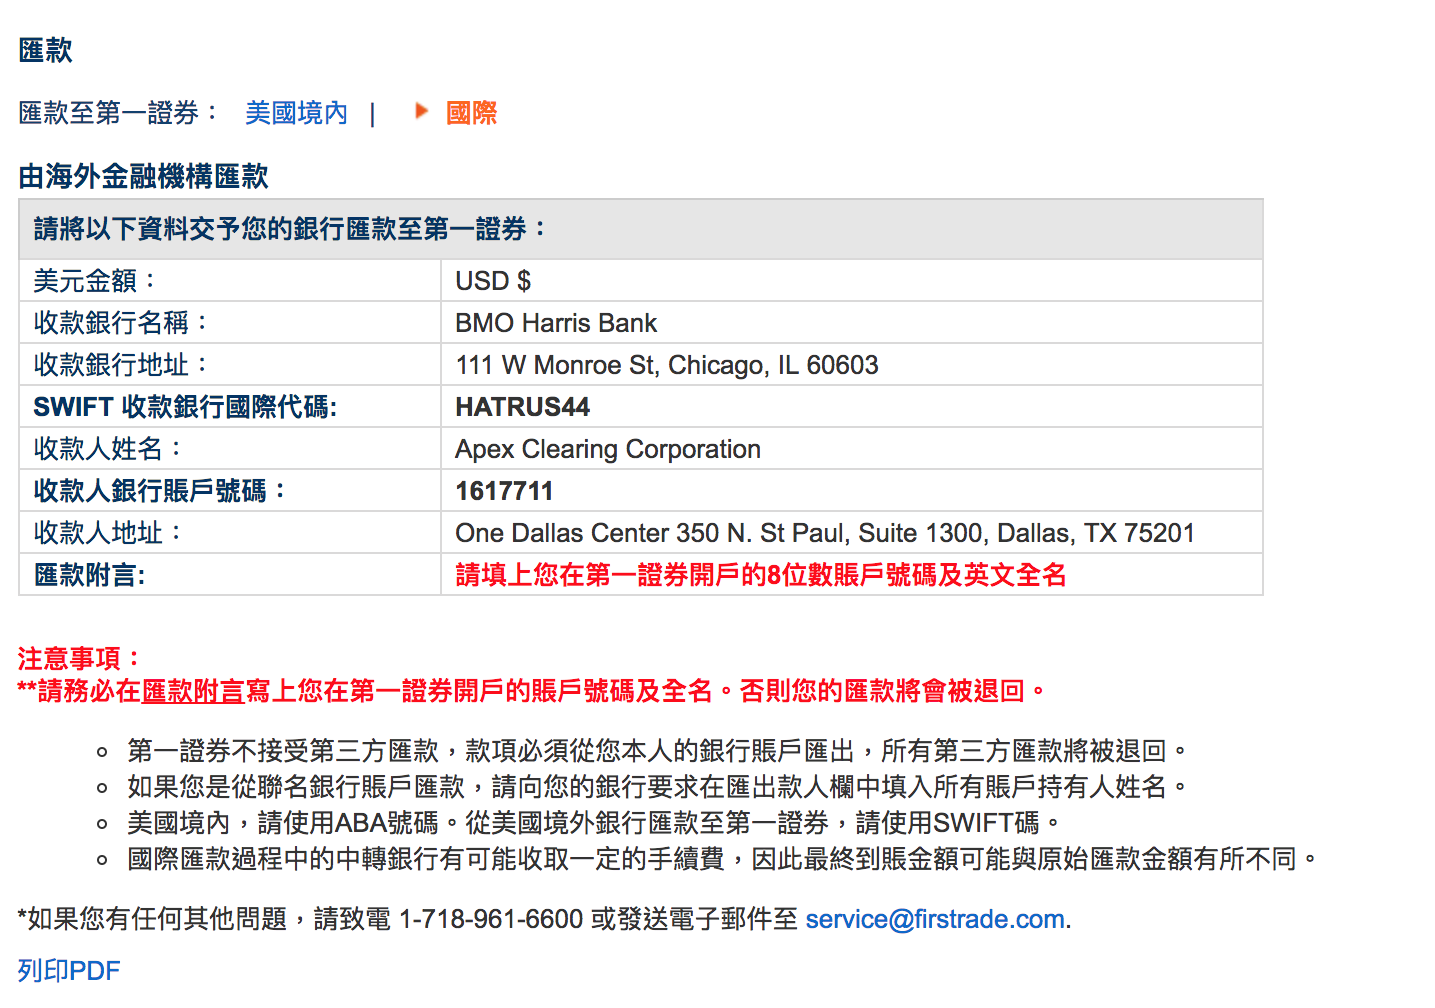 匯款
匯款至第一證券： 美國境內 | ▶ 國際
由海外金融機構匯款
請將以下資料交予您的銀行匯款至第一證券：
美元金額： USD $
收款銀行名稱： BMO Harris Bank
收款銀行地址： 111 W Monroe St, Chicago, IL 60603
SWIFT 收款銀行國際代碼: HATRUS44
收款人姓名： Apex Clearing Corporation
收款人銀行賬戶號碼： 1617711
收款人地址： One Dallas Center 350 N. St Paul, Suite 1300, Dallas, TX 75201
匯款附言: 請填上您在第一證券開戶的8位數賬戶號碼及英文全名
注意事項：
**請務必在匯款附言寫上您在第一證券開戶的賬戶號碼及全名。否則您的匯款將會被退回。
第一證券不接受第三方匯款，款項必須從您本人的銀行賬戶匯出，所有第三方匯款將被退回。
如果您是從聯名銀行賬戶匯款，請向您的銀行要求在匯出款人欄中填入所有賬戶持有人姓名。
美國境內，請使用ABA號碼。從美國境外銀行匯款至第一證券，請使用SWIFT碼。
國際匯款過程中的中轉銀行有可能收取一定的手續費，因此最終到賬金額可能與原始匯款金額有所不同。
*如果您有任何其他問題，請致電 1-718-961-6600 或發送電子郵件至 service@firstrade.com.
列印PDF